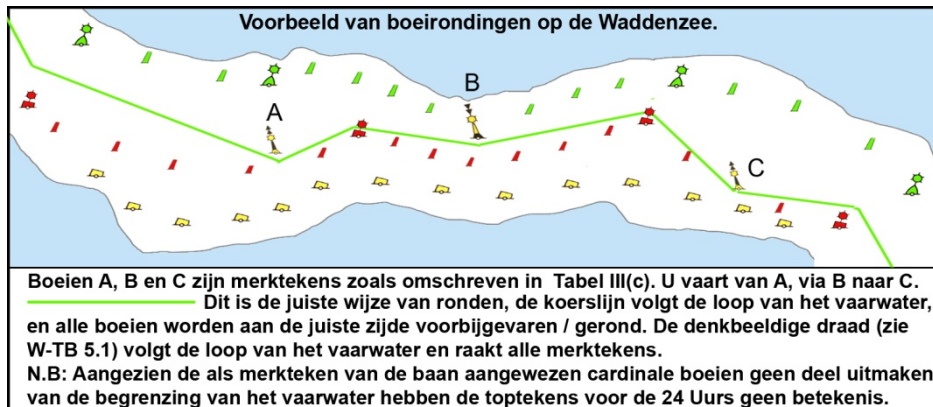 Voorbeeld van boeirondingen op de Waddenzee.
B
A
C
Boeien A, B en C zijn merktekens zoals omschreven in Tabel III(c). U vaart van A, via B naar C.
Dit is de juiste wijze van ronden, de koerslijn volgt de loop van het vaarwater,
en alle boeien worden aan de juiste zijde voorbijgevaren / gerond. De denkbeeldige draad (zie
W-TB 5.1) volgt de loop van het vaarwater en raakt alle merktekens.
N.B: Aangezien de als merkteken van de baan aangewezen cardinale boeien geen deel uitmaken
van de begrenzing van het vaarwater hebben de toptekens voor de 24 Uurs geen betekenis.